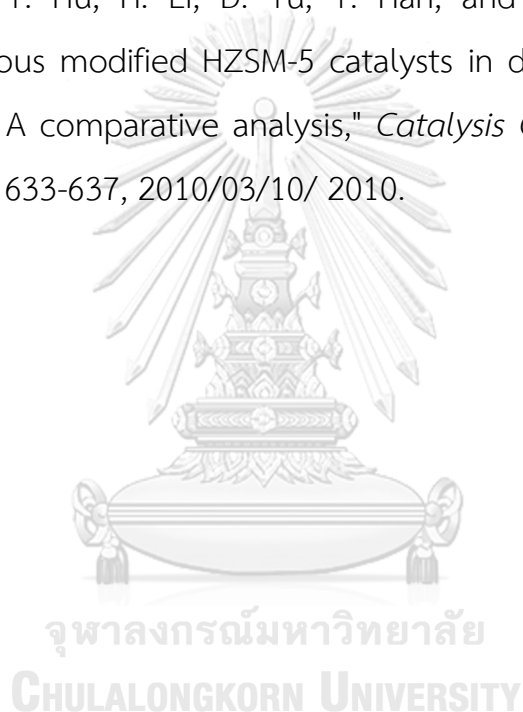 Y. Hu, H. Li, D. Yu, Y. Han, and
ous modified HZSM-5 catalysts in d
A comparative analysis," Catalysis
633-637, 2010/03/10/ 2010.
จุฬาลงกรณ์มหาวิทยาลัย
CHULALONGKORN UNIVERSITY